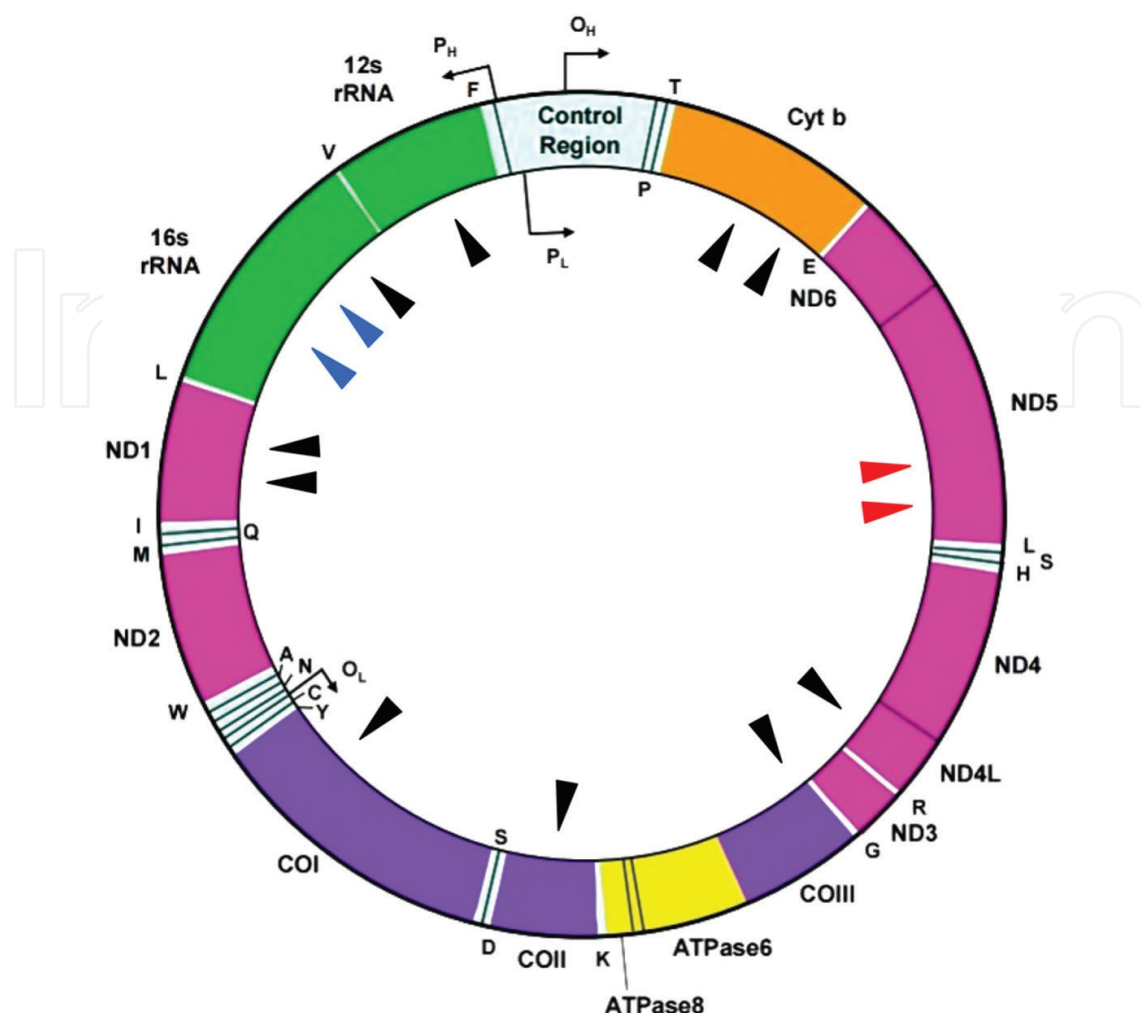 O_H
P_H
12s
rRNA
F
T
Control
Region
Cyt b
V
P
P_L
E
ND6
16s
rRNA
L
ND5
ND1
I
Q
M
L
S
H
ND2
ND4
A
N
O_L
C
Y
W
ND4L
R
ND3
G
S
COI
COIII
D
COII
K
ATPase6
ATPase8